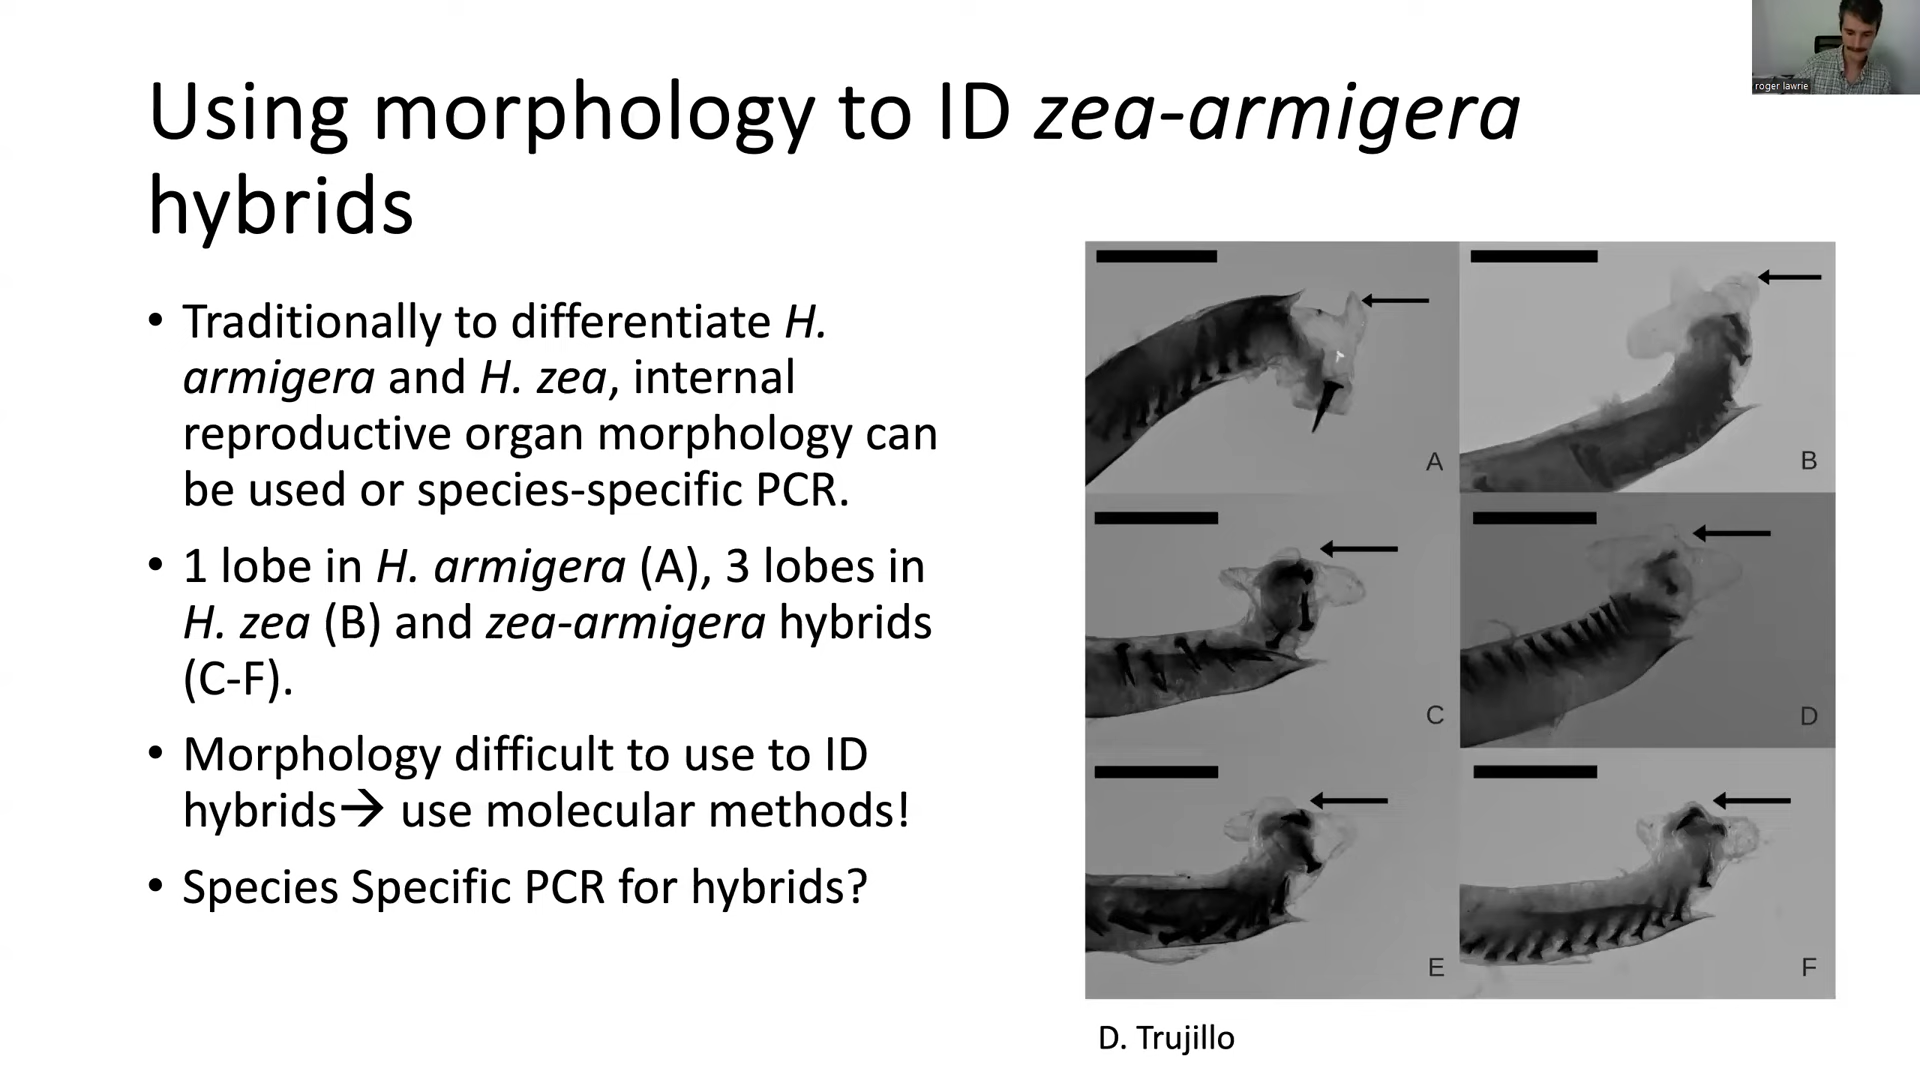 roger lawrie
Using morphology to ID zea-armigera
hybrids
• Traditionally to differentiate H.
armigera and H. zea, internal
reproductive organ morphology can
be used or species-specific PCR.
• 1 lobe in H. armigera (A), 3 lobes in
H. zea (B) and zea-armigera hybrids
(C-F).
• Morphology difficult to use to ID
hybrids→ use molecular methods!
• Species Specific PCR for hybrids?
A
B
C
D
E
F
D. Trujillo